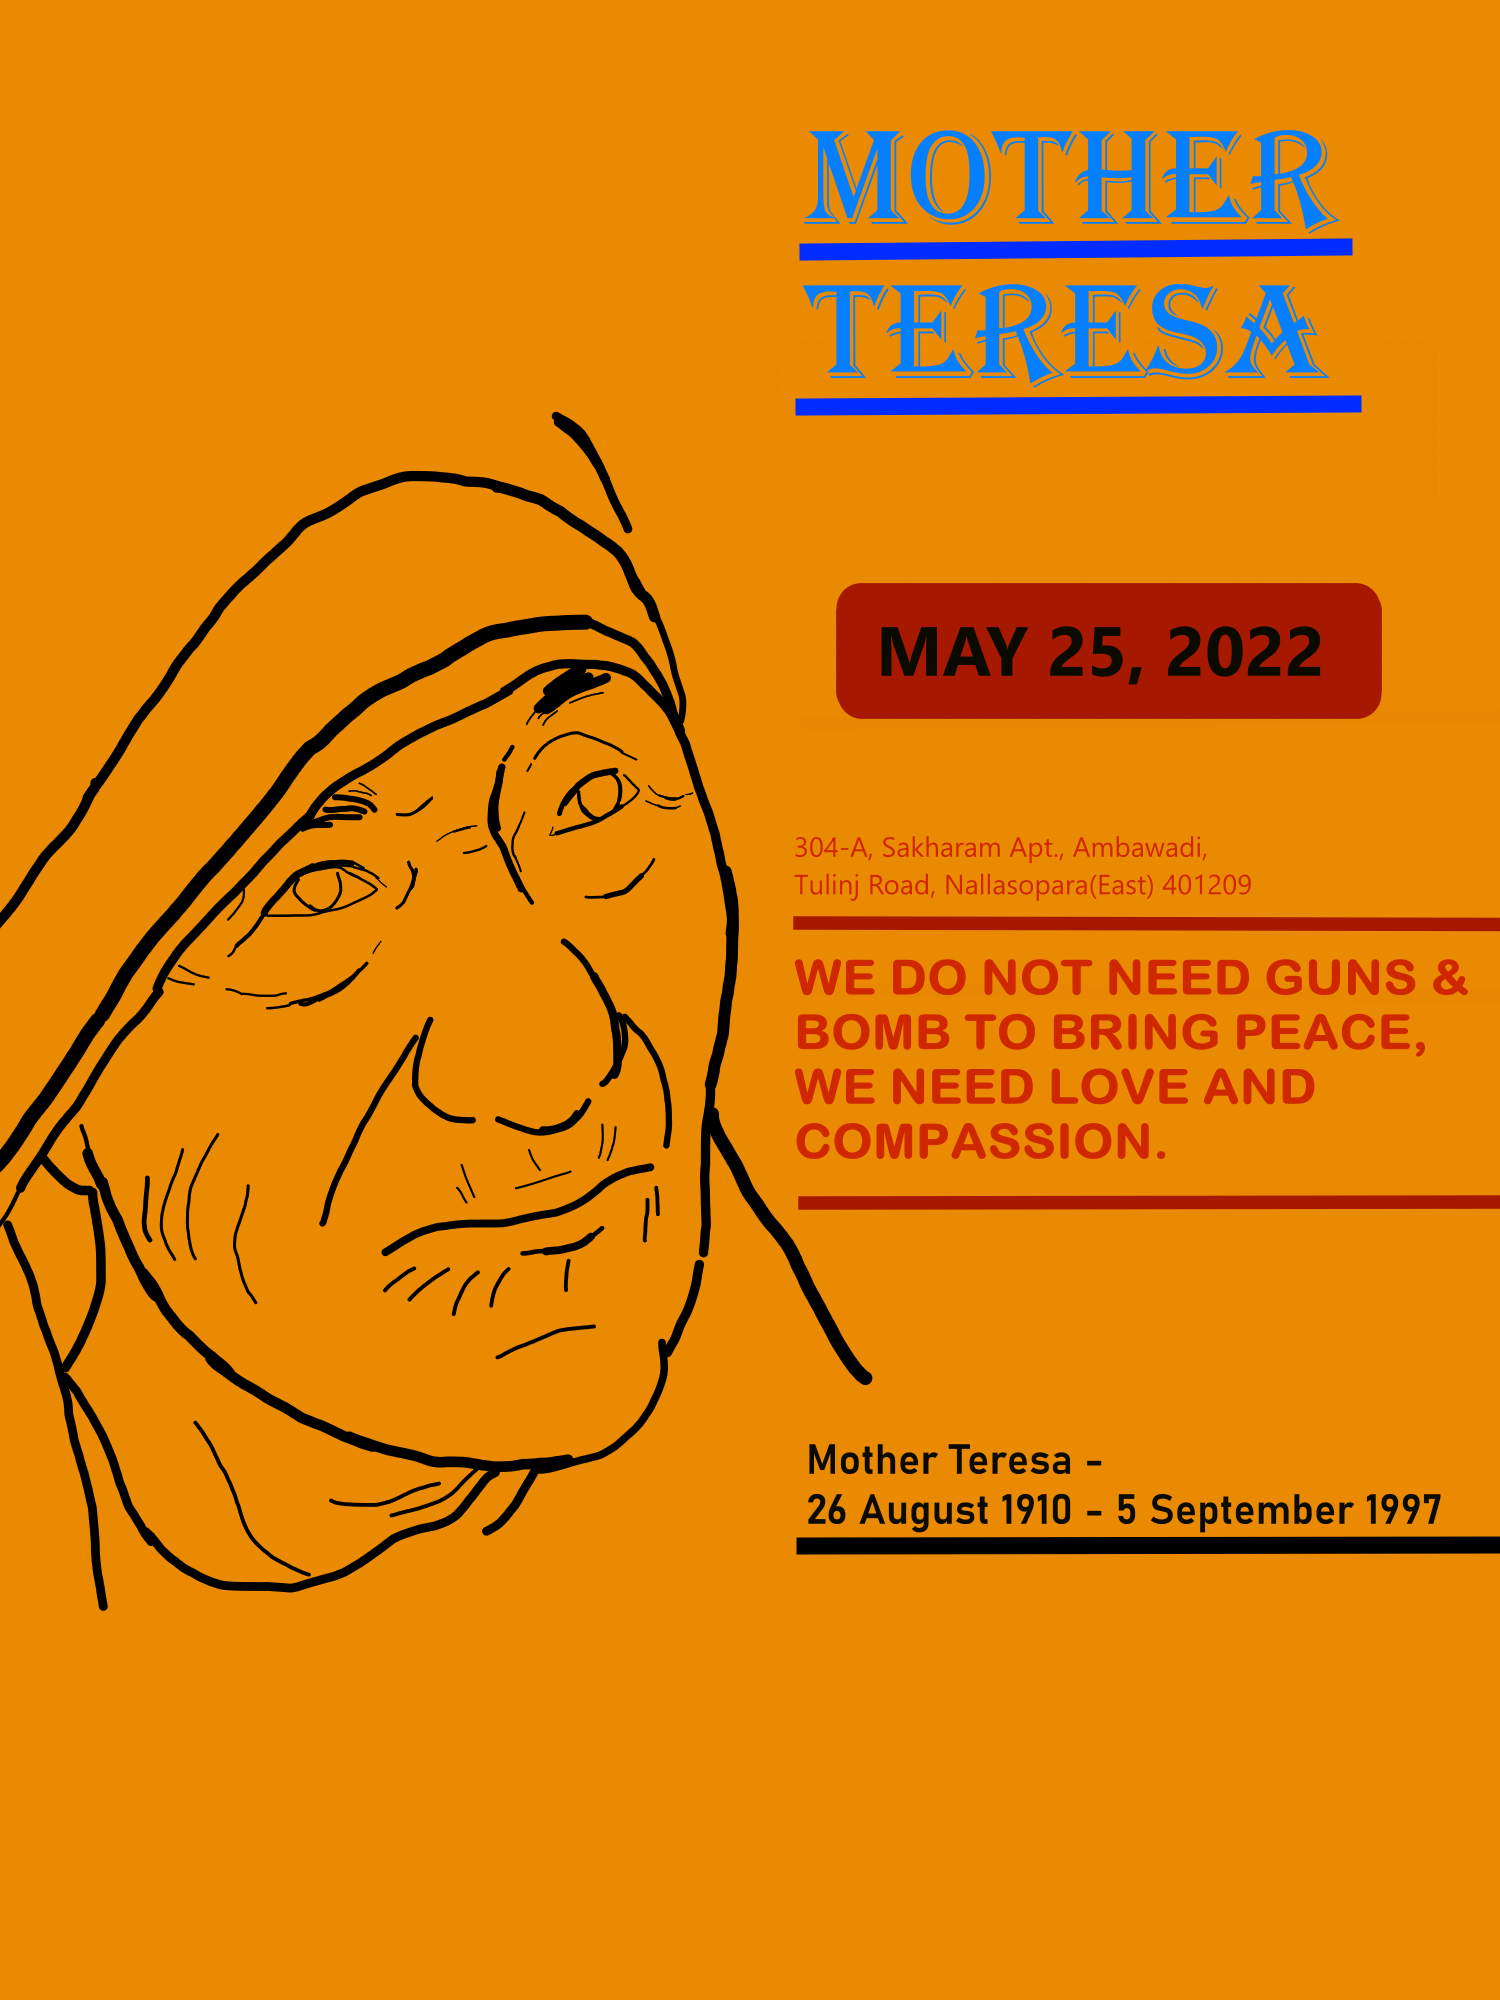 MOTHER
TERESA
MAY 25, 2022
304-A, Sakharam Apt., Ambawadi,
Tulinj Road, Nallasopara(East) 401209
WE DO NOT NEED GUNS &
BOMB TO BRING PEACE,
WE NEED LOVE AND
COMPASSION.
Mother Teresa -
26 August 1910 - 5 September 1997